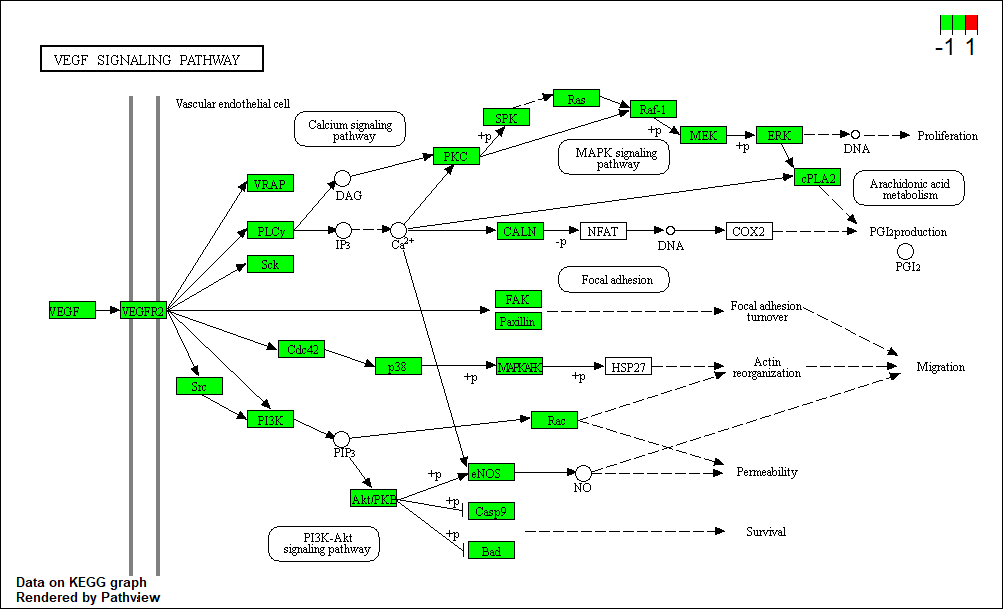 -1 1
VEGF SIGNALING PATHWAY
Vascular endothelial cell
Calcium signaling
pathway
SPK
Ras
Raf-1
+p
+p
MEK
+p
ERK
DNA
Proliferation
PKC
MAPK signaling
pathway
cPLA2
Arachidonic acid
metabolism
VRAP
DAG
PLCγ
IP3
Ca2+
CALN
-p
NFAT
DNA
COX2
PGI2production
PGI2
Sck
Focal adhesion
VEGF
VEGFR2
FAK
Paxillin
Focal adhesion
turnover
Cdc42
p38
+p
MAPKAPK
+p
HSP27
Actin
reorganization
Migration
Src
PI3K
PIP3
Rac
+p
eNOS
NO
Permeability
Akt/PKB
+p
Casp9
+p
Bad
Survival
PI3K-Akt
signaling pathway
Data on KEGG graph
Rendered by Pathview